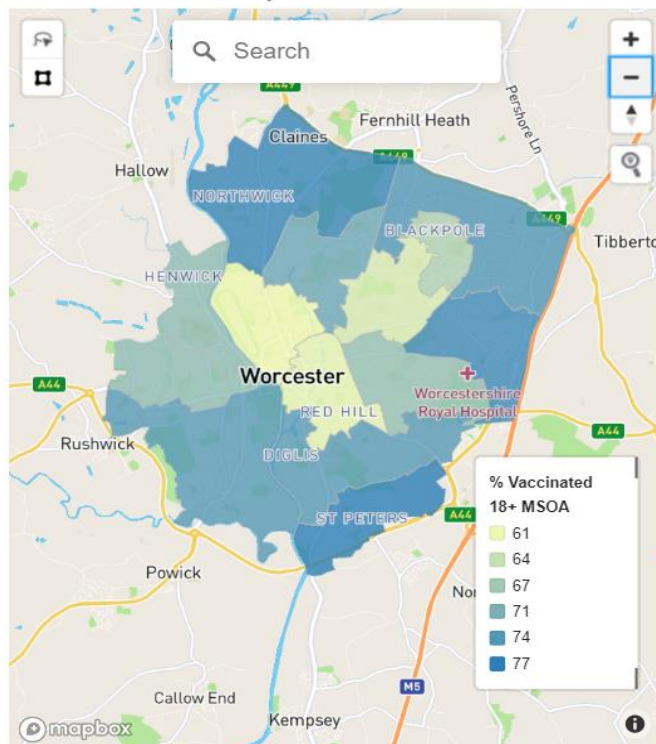 Search
A449
Fernhill Heath
Claines
Pershore Ln
A449
Hallow
NORTHWICK
A449
BLACKPOLE
Tibberto
HENWICK
Worcester
A44
Worcestershire
Royal Hospital
RED HILL
Rushwick
A44
DIGLIS
% Vaccinated
18+ MSOA
61
64
67
71
74
77
ST PETERS
A44
Powick
Nor
M5
Callow End
Kempsey
mapbox